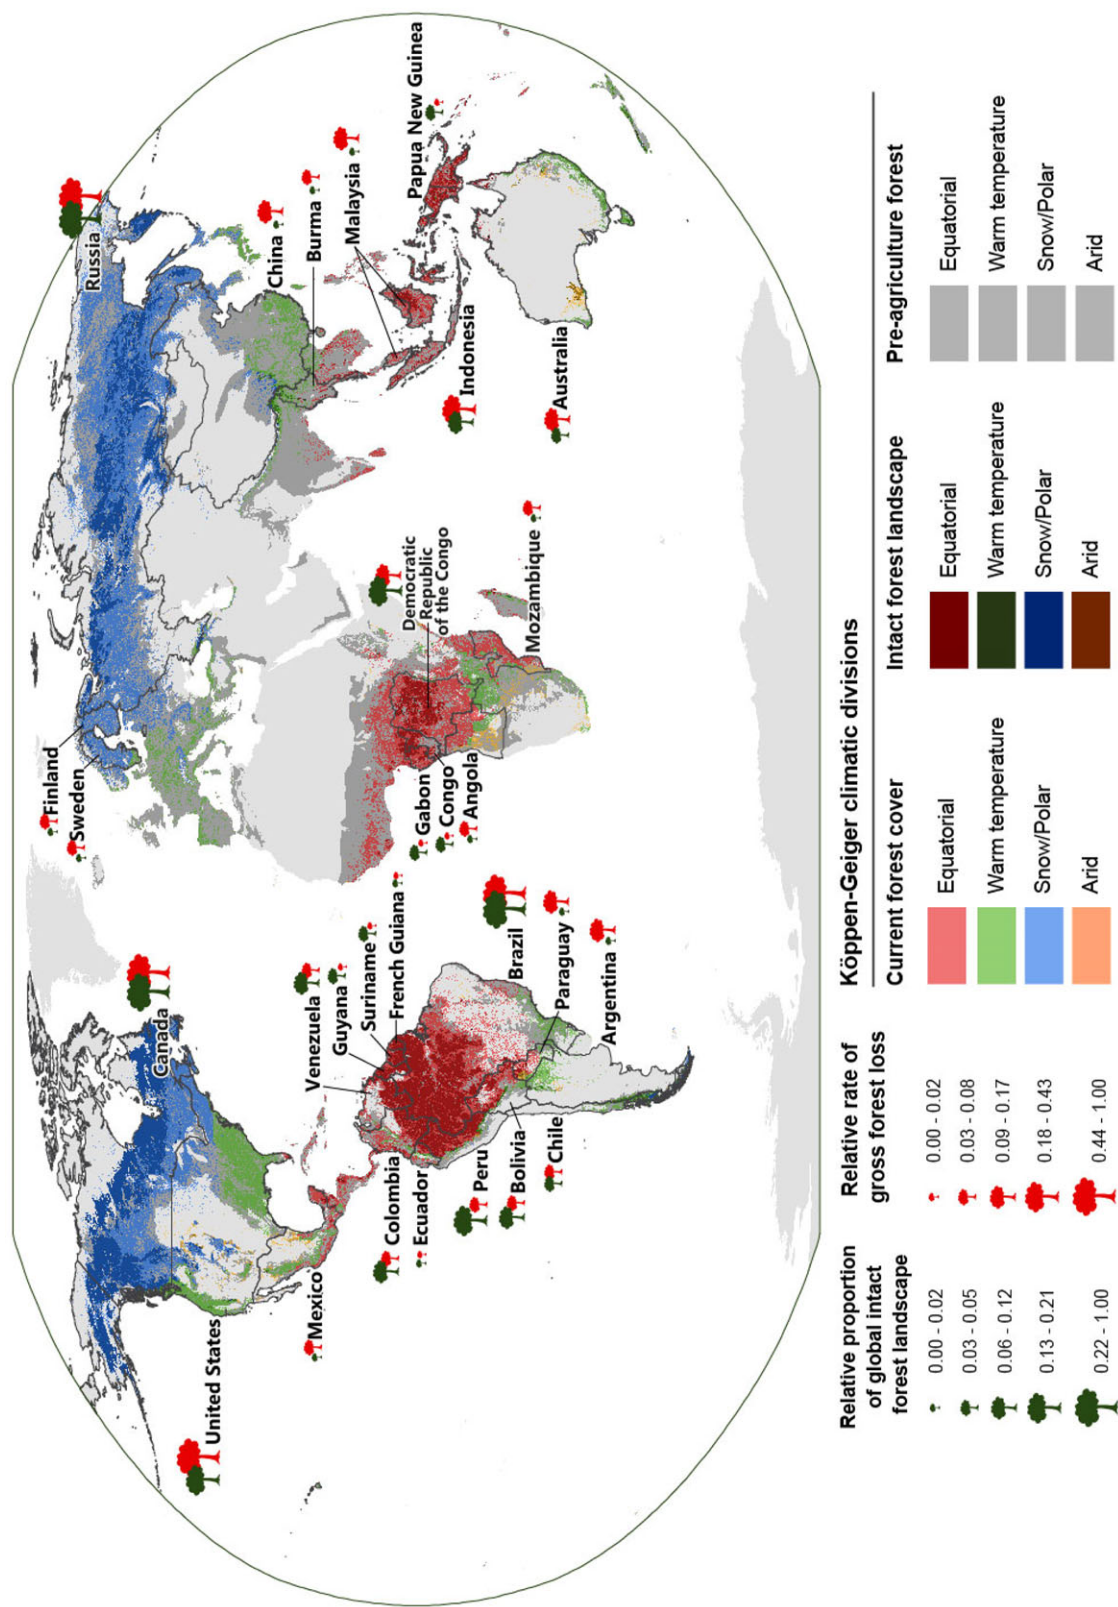 Russia
Canada
Finland
Sweden
United States
China
Burma
Malaysia
Mexico
Papua New Guinea
Venezuela
Guyana
Suriname
French Guiana
Democratic
Republic
of the Congo
Gabon
Congo
Angola
Indonesia
Colombia
Ecuador
Peru
Bolivia
Chile
Brazil
Paraguay
Argentina
Mozambique
Australia
Relative proportion
of global intact
forest landscape
0.00 - 0.02
0.03 - 0.05
0.06 - 0.12
0.13 - 0.21
0.22 - 1.00
Relative rate of
gross forest loss
0.00 - 0.02
0.03 - 0.08
0.09 - 0.17
0.18 - 0.43
0.44 - 1.00
Köppen-Geiger climatic divisions
Current forest cover
Equatorial
Warm temperature
Snow/Polar
Arid
Intact forest landscape
Equatorial
Warm temperature
Snow/Polar
Arid
Pre-agriculture forest
Equatorial
Warm temperature
Snow/Polar
Arid